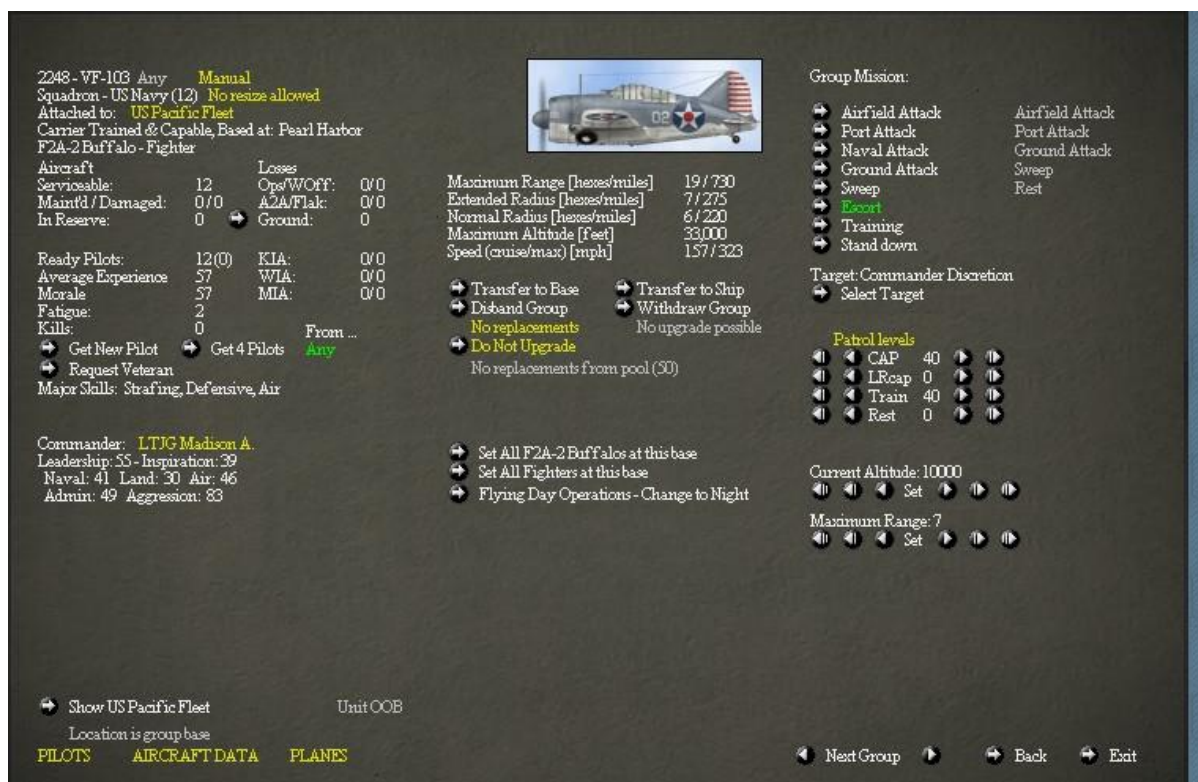 2248 - VF-103 Any Manual
Squadron - US Navy (12) No resize allowed
Attached to: US Pacific Fleet
Carrier Trained & Capable, Based at: Pearl Harbor
F2A-2 Buffalo - Fighter
Aircraft Losses
Serviceable: 12 Ops/WOff: 0/0
Maint'd / Damaged: 0/0 A2A/Flak: 0/0
In Reserve: 0 Ground: 0
Ready Pilots: 12(0) KIA: 0/0
Average Experience 57 WIA: 0/0
Morale 57 MIA: 0/0
Fatigue: 2
Kills: 0 From ...
Get New Pilot Get 4 Pilots Any
Request Veteran
Major Skills: Strafing, Defensive, Air
Commander: LTJG Madison A.
Leadership: 55 - Inspiration: 39
Naval: 41 Land: 30 Air: 46
Admin: 49 Aggression: 83
02
Maximum Range [hexes/miles] 19 / 730
Extended Radius [hexes/miles] 7 / 275
Normal Radius [hexes/miles] 6 / 220
Maximum Altitude [feet] 33,000
Speed (cruise/max) [mph] 157 / 323
Transfer to Base Transfer to Ship
Disband Group Withdraw Group
No replacements No upgrade possible
Do Not Upgrade
No replacements from pool (50)
Set All F2A-2 Buffalos at this base
Set All Fighters at this base
Flying Day Operations - Change to Night
Group Mission:
Airfield Attack Airfield Attack
Port Attack Port Attack
Naval Attack Ground Attack
Ground Attack Sweep
Sweep Rest
Escort
Training
Stand down
Target: Commander Discretion
Select Target
Patrol levels
CAP 40
LRcap 0
Train 40
Rest 0
Current Altitude: 10000
Set
Maximum Range: 7
Set
Show US Pacific Fleet Unit OOB
Location is group base
PILOTS AIRCRAFT DATA PLANES
Next Group Back Exit